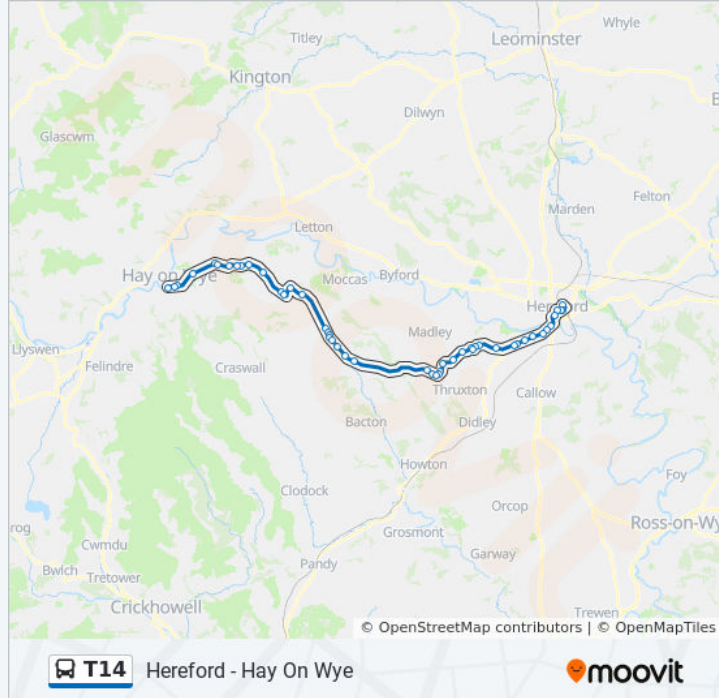 Titley
Whyle
Leominster
Kington
Dilwyn
Glascwm
Felton
Marden
Letton
Hay on Wye
Moccas
Byford
Hereford
Madley
Llyswen
Felindre
Craswall
Thruxton
Callow
Bacton
Didley
Howton
Foy
Clodock
Orcop
rog
Grosmont
Ross-on-Wy
Cwmdu
Garway
Pandy
Bwlch
Tretower
Crickhowell
Trewen
© OpenStreetMap contributors | © OpenMapTiles
T14 Hereford - Hay On Wye
moovit